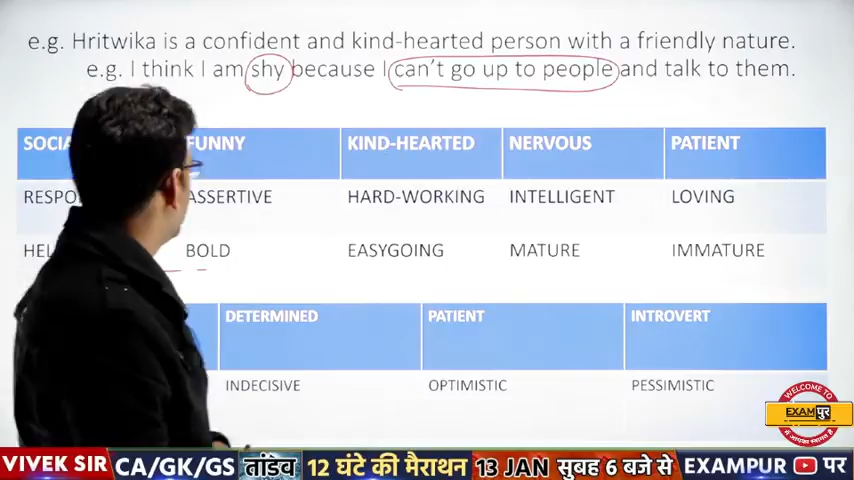 e.g. Hritwika is a confident and kind-hearted person with a friendly nature.
e.g. I think I am shy because I can't go up to people and talk to them.
FUNNY KIND-HEARTED NERVOUS PATIENT
ASSERTIVE HARD-WORKING INTELLIGENT LOVING
BOLD EASYGOING MATURE IMMATURE
DETERMINED PATIENT INTROVERT
INDECISIVE OPTIMISTIC PESSIMISTIC
WELCOME TO
EXAMपुर
में आपका स्वागत है
VIVEK SIR CA/GK/GS तांडव 12 घंटे की मैराथन 13 JAN सुबह 6 बजे से EXAMPUR पर